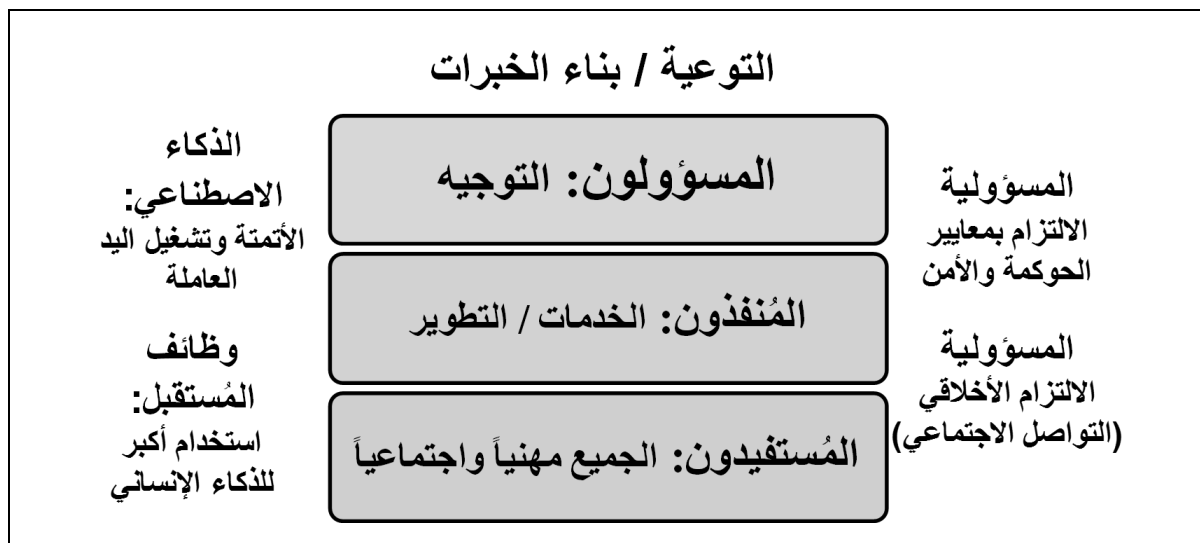 التوعية / بناء الخبرات
المسؤولون: التوجيه
المُنفذون: الخدمات / التطوير
المُستفيدون: الجميع مهنياً واجتماعياً
المسؤولية
الالتزام بمعايير
الحوكمة والأمن
المسؤولية
الالتزام الأخلاقي
(التواصل الاجتماعي)
الذكاء
الاصطناعي:
الأتمتة وتشغيل اليد
العاملة
وظائف
المُستقبل:
استخدام أكبر
للذكاء الإنساني